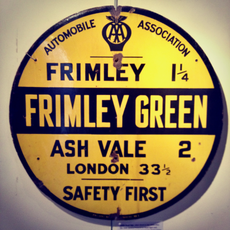 AUTOMOBILE AA ASSOCIATION
FRIMLEY 1¼
FRIMLEY GREEN
ASH VALE 2
LONDON 33½
SAFETY FIRST